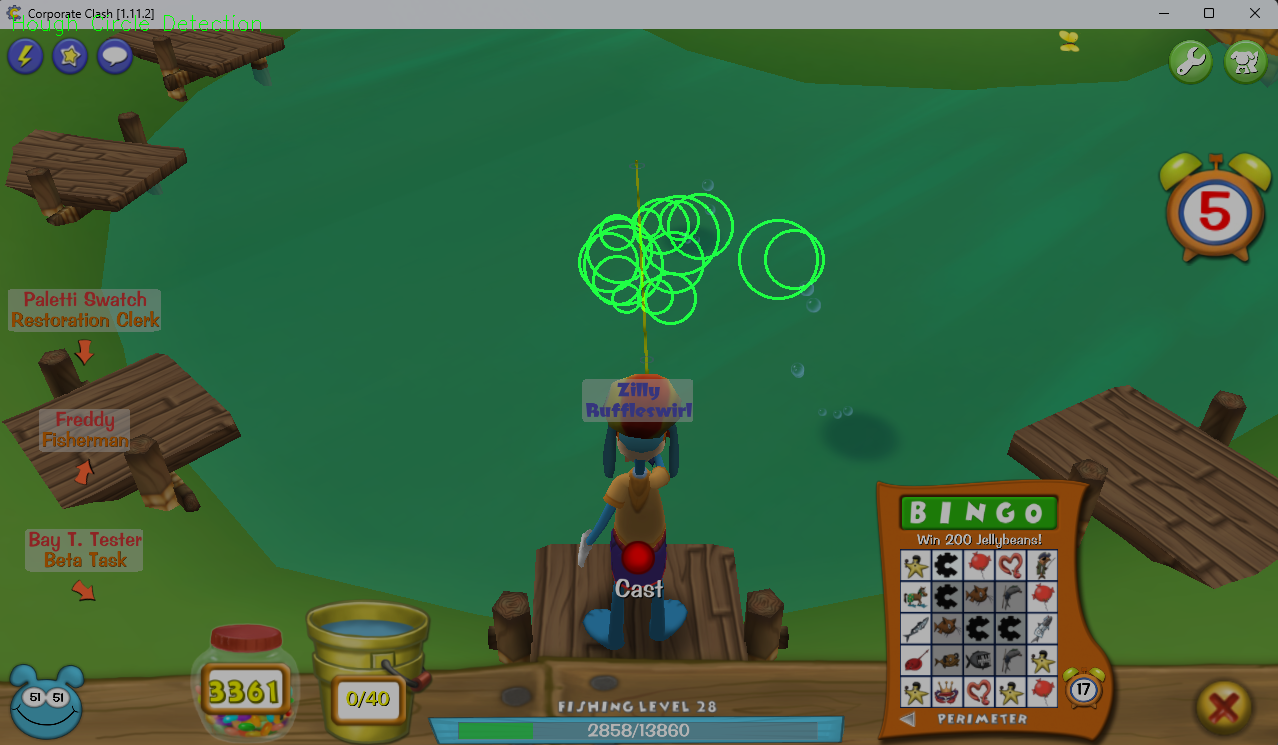 Corporate Clash [1.11.2]
Hough Circle Detection
5
Paletti Swatch
Restoration Clerk
Freddy
Fisherman
Bay T. Tester
Beta Task
Zilly
Ruffleswirl
Cast
BINGO
Win 200 Jellybeans!
17
PERIMETER
51 51
3361
0/40
FISHING LEVEL 28
2858/13860